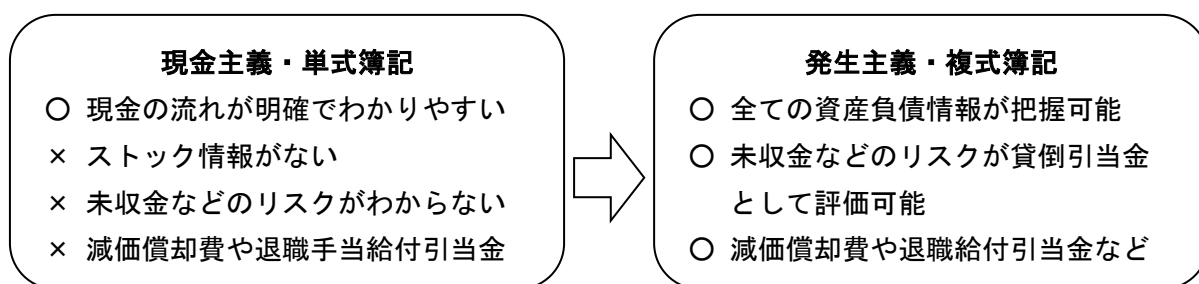 現金主義・単式簿記
〇 現金の流れが明確でわかりやすい
× ストック情報がない
× 未収金などのリスクがわからない
× 減価償却費や退職手当給付引当金
発生主義・複式簿記
〇 全ての資産負債情報が把握可能
〇 未収金などのリスクが貸倒引当金
として評価可能
〇 減価償却費や退職給付引当金など